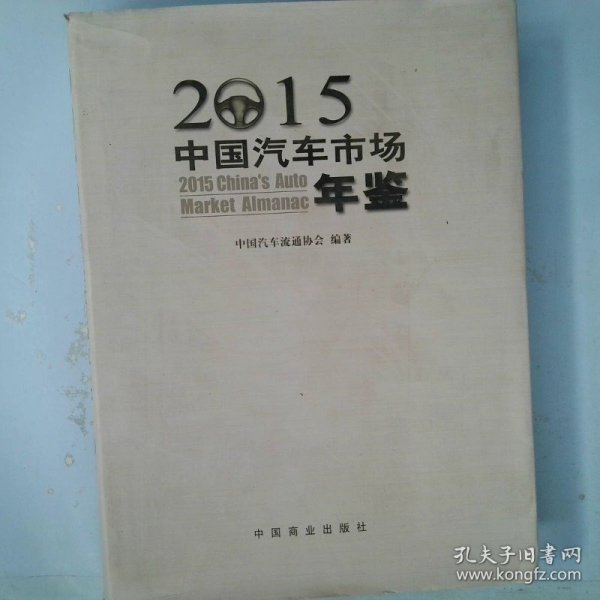 2015
中国汽车市场
2015 China's Auto
Market Almanac
年鉴
中国汽车流通协会 编著
中国商业出版社
孔夫子旧书网
www.kongfz.com